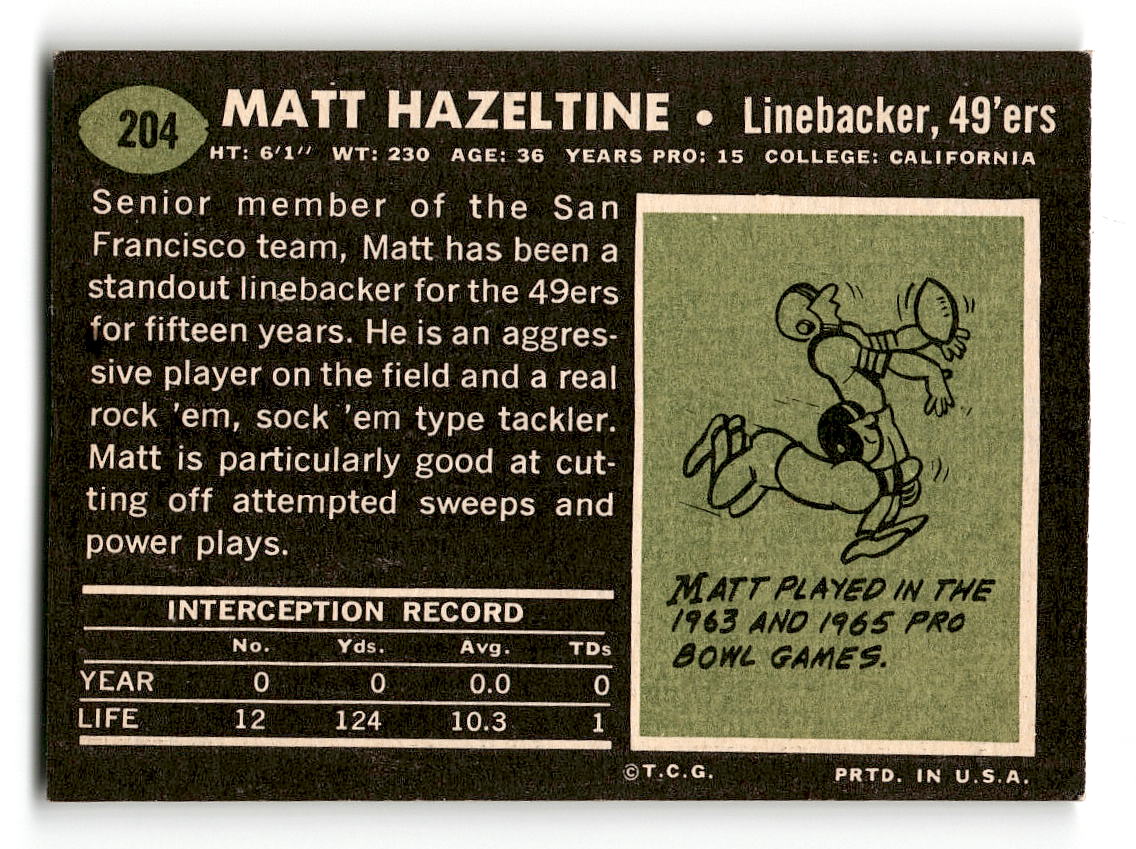 204
MATT HAZELTINE • Linebacker, 49'ers
HT: 6'1" WT: 230 AGE: 36 YEARS PRO: 15 COLLEGE: CALIFORNIA
Senior member of the San
Francisco team, Matt has been a
standout linebacker for the 49ers
for fifteen years. He is an aggres-
sive player on the field and a real
rock 'em, sock 'em type tackler.
Matt is particularly good at cut-
ting off attempted sweeps and
power plays.
INTERCEPTION RECORD
No. Yds. Avg. TDs
YEAR 0 0 0.0 0
LIFE 12 124 10.3 1
MATT PLAYED IN THE
1963 AND 1965 PRO
BOWL GAMES.
©T.C.G. PRTD. IN U.S.A.